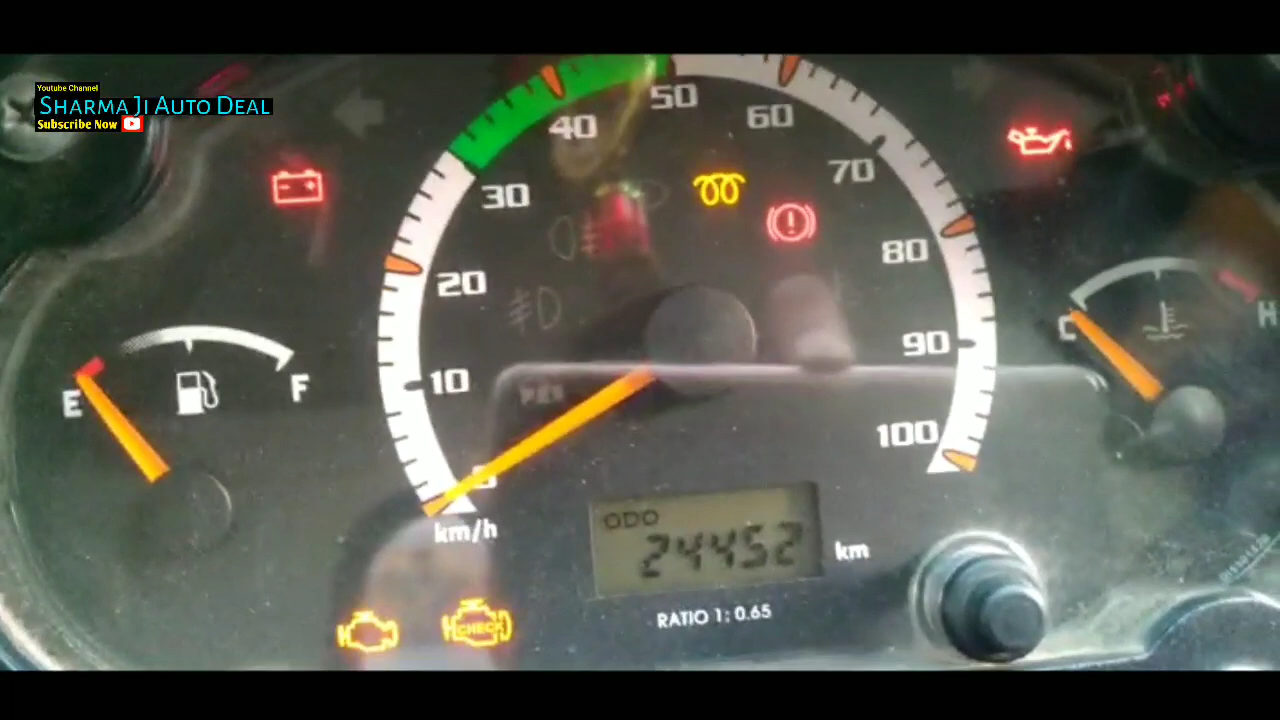 Youtube Channel
SHARMA JI AUTO DEAL
Subscribe Now
50
40
60
30
70
20
80
10
90
100
0
E
F
C
H
km/h
ODO
24452
km
RATIO 1: 0.65
CHECK